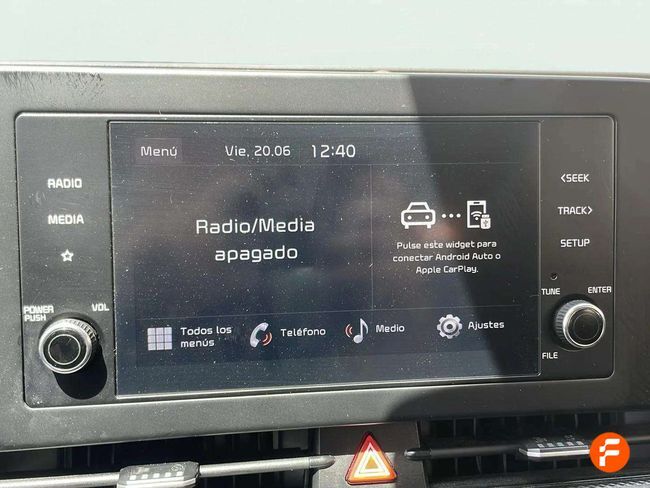 Menú
Vie, 20.06
12:40
RADIO
MEDIA
POWER
PUSH
VOL
Radio/Media
apagado
Pulse este widget para
conectar Android Auto o
Apple CarPlay.
Todos los
menús
Teléfono
Medio
Ajustes
<SEEK
TRACK>
SETUP
TUNE
ENTER
FILE